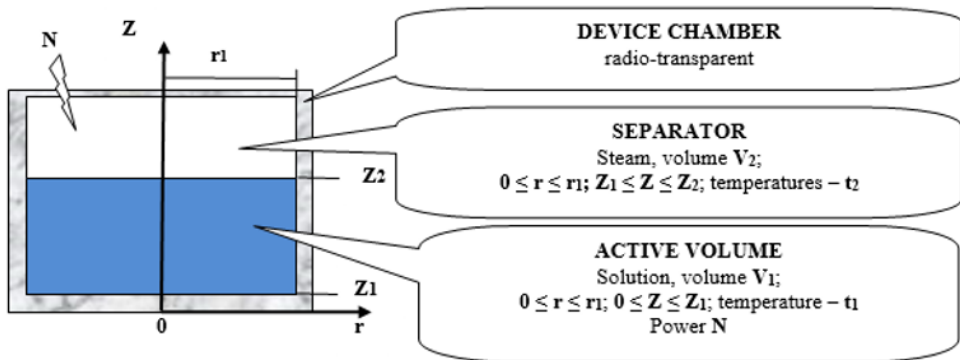 Z
N
r1
Z2
Z1
0
r
DEVICE CHAMBER
radio-transparent
SEPARATOR
Steam, volume V2;
0 ≤ r ≤ r1; Z1 ≤ Z ≤ Z2; temperatures – t2
ACTIVE VOLUME
Solution, volume V1;
0 ≤ r ≤ r1; 0 ≤ Z ≤ Z1; temperature – t1
Power N